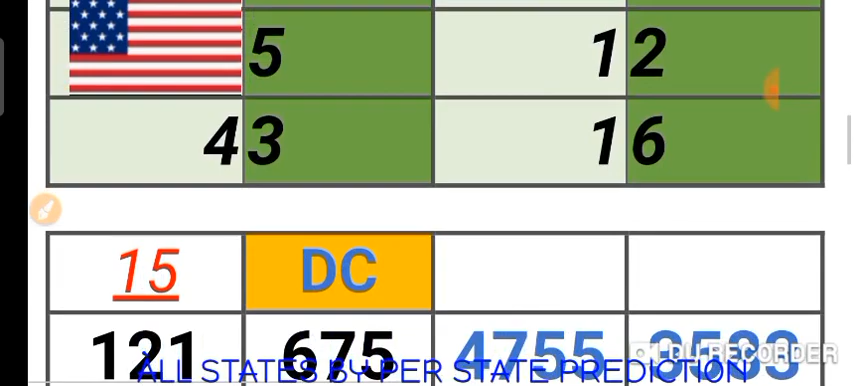 5 12
43 16
15 DC
121 675 4755
DU RECORDER
ALL STATES BY PER STATE PREDICTION